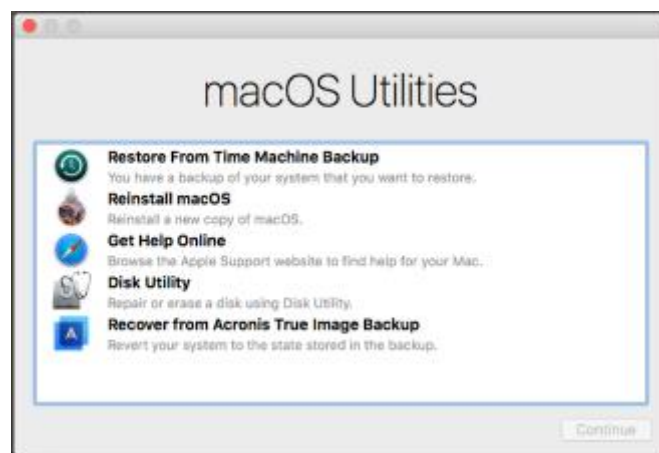 macOS Utilities
Restore From Time Machine Backup
You have a backup of your system that you want to restore.
Reinstall macOS
Reinstall a new copy of macOS.
Get Help Online
Browse the Apple Support website to find help for your Mac.
Disk Utility
Repair or erase a disk using Disk Utility.
Recover from Acronis True Image Backup
Revert your system to the state stored in the backup.
A
Continue